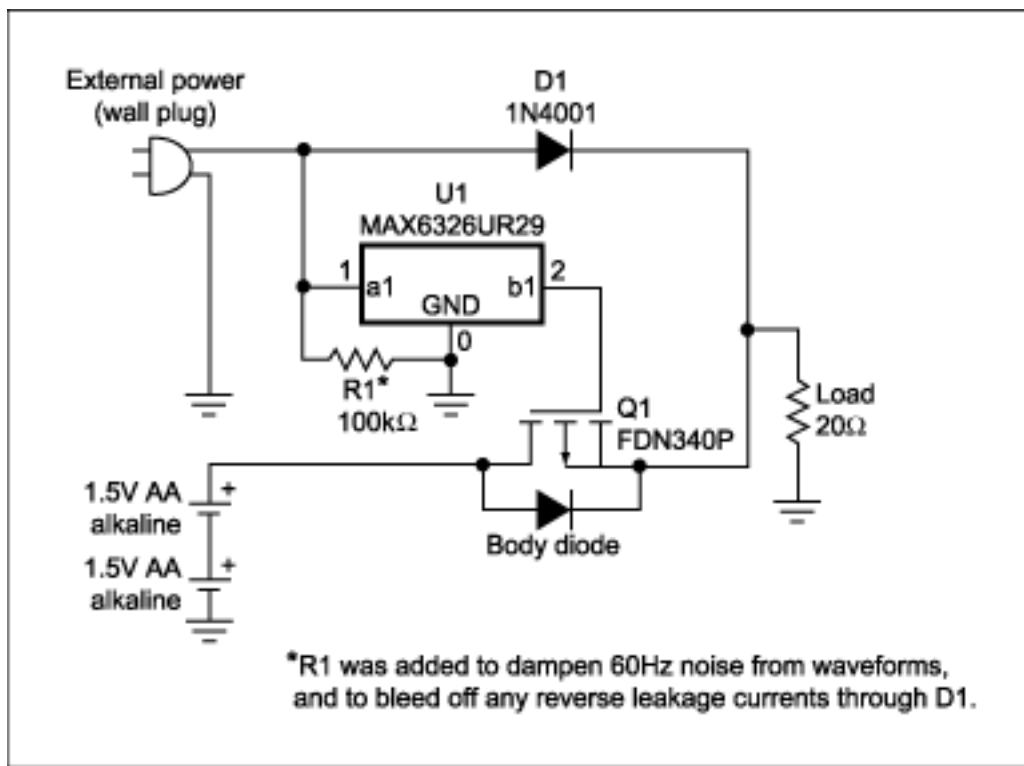 External power
(wall plug)
D1
1N4001
U1
MAX6326UR29
1
a1
b1
2
GND
0
R1*
100kΩ
Q1
FDN340P
Load
20Ω
1.5V AA
alkaline
+
1.5V AA
alkaline
+
Body diode
*R1 was added to dampen 60Hz noise from waveforms,
and to bleed off any reverse leakage currents through D1.